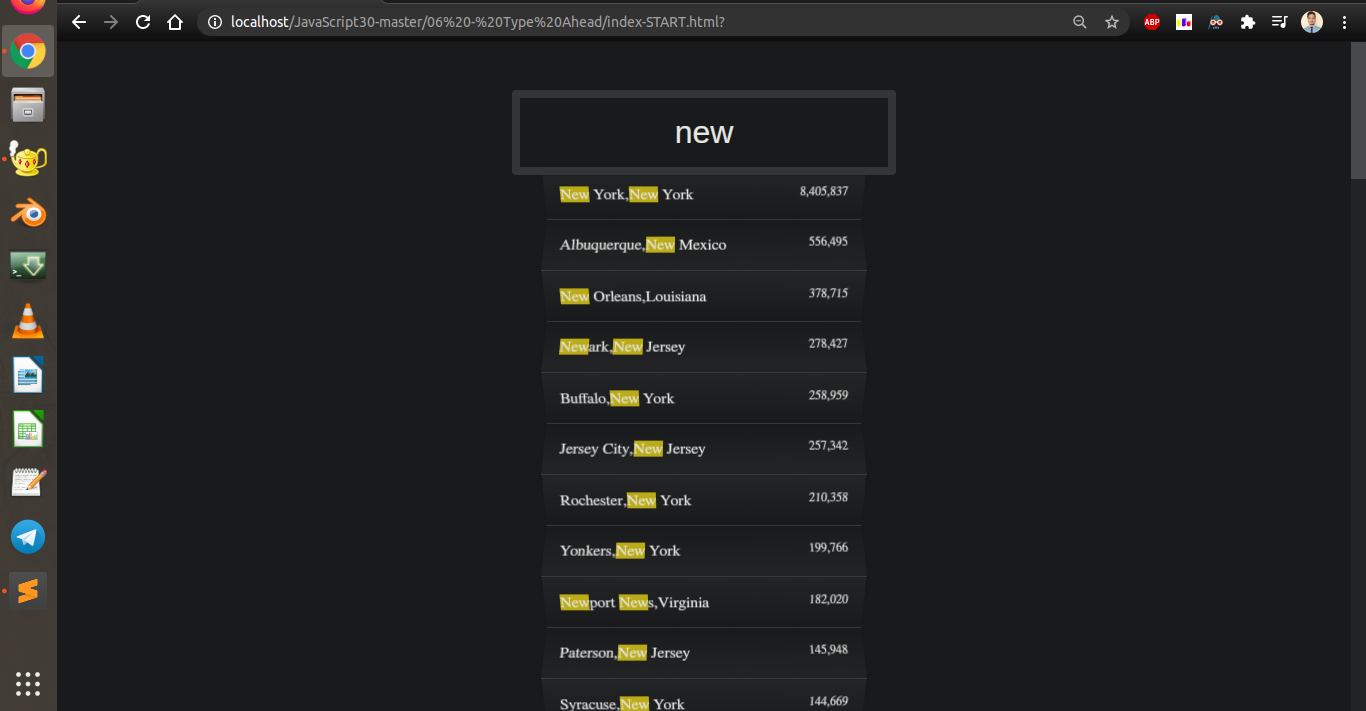 localhost/JavaScript30-master/06%20-%20Type%20Ahead/index-START.html?
ABP
new
New York,New York 8,405,837
Albuquerque,New Mexico 556,495
New Orleans,Louisiana 378,715
Newark,New Jersey 278,427
Buffalo,New York 258,959
Jersey City,New Jersey 257,342
Rochester,New York 210,358
Yonkers,New York 199,766
Newport News,Virginia 182,020
Paterson,New Jersey 145,948
Syracuse,New York 144,669